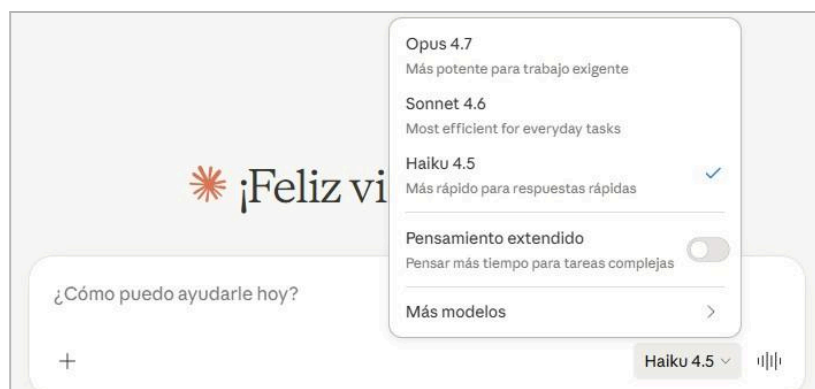 Opus 4.7
Más potente para trabajo exigente
Sonnet 4.6
Most efficient for everyday tasks
Haiku 4.5
Más rápido para respuestas rápidas
¡Feliz vi
Pensamiento extendido
Pensar más tiempo para tareas complejas
¿Cómo puedo ayudarle hoy?
Más modelos
Haiku 4.5